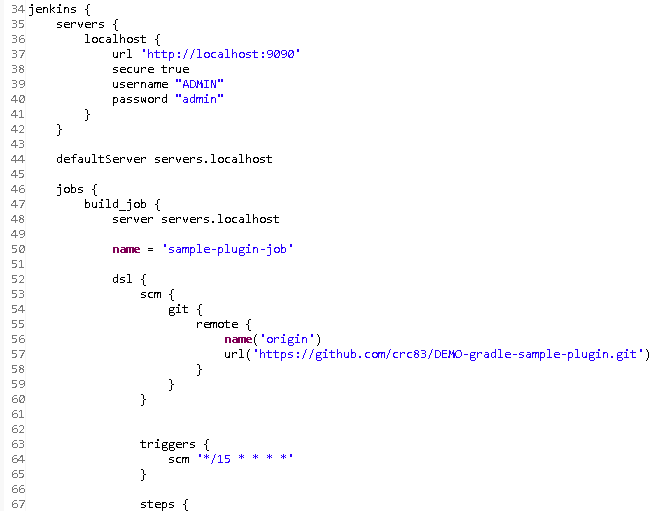 34 jenkins {
35     servers {
36         localhost {
37             url 'http://localhost:9090'
38             secure true
39             username "ADMIN"
40             password "admin"
41         }
42     }
43
44     defaultServer servers.localhost
45
46     jobs {
47         build_job {
48             server servers.localhost
49
50             name = 'sample-plugin-job'
51
52             dsl {
53                 scm {
54                     git {
55                         remote {
56                             name('origin')
57                             url('https://github.com/crc83/DEMO-gradle-sample-plugin.git')
58                         }
59                     }
60                 }
61
62
63                 triggers {
64                     scm '*/15 * * * *'
65                 }
66
67                 steps {